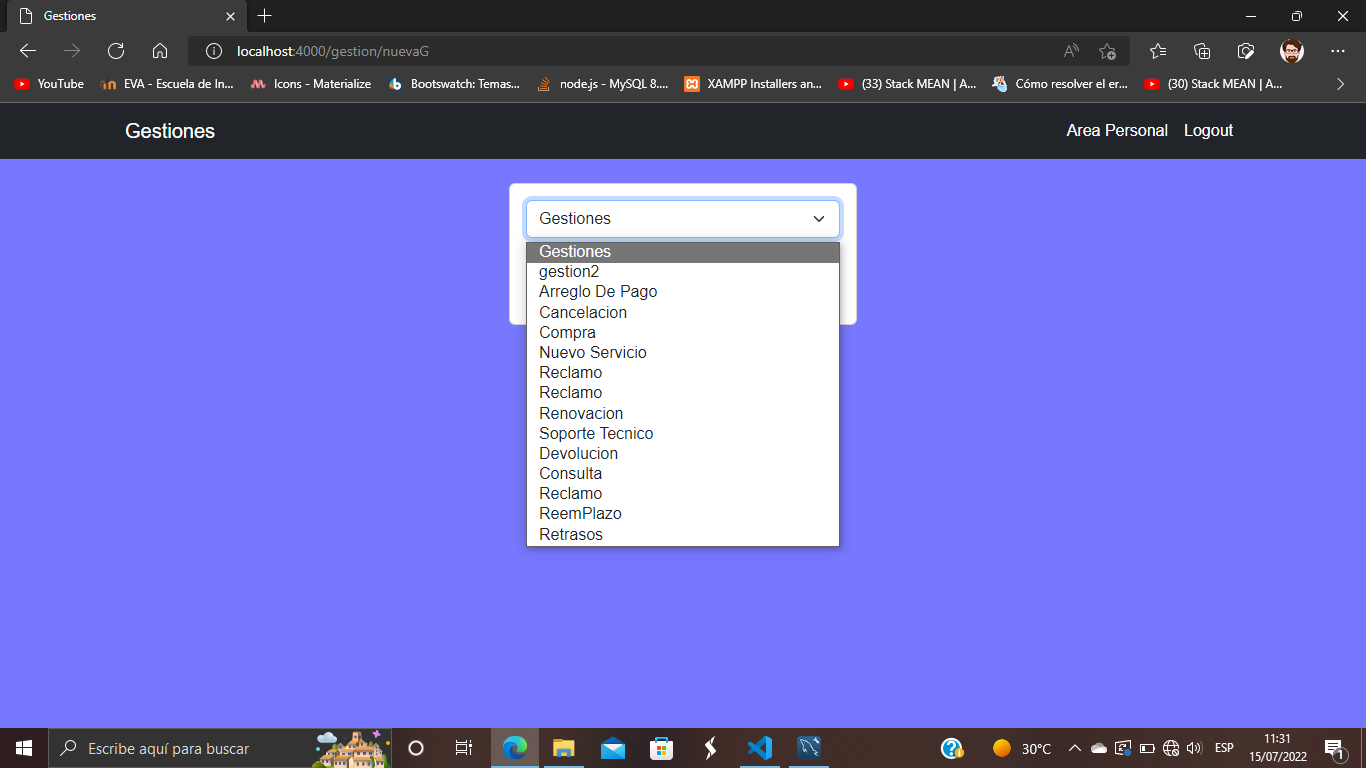 Gestiones
localhost:4000/gestion/nuevaG
YouTube EVA - Escuela de In... Icons - Materialize Bootswatch: Temas... node.js - MySQL 8.... XAMPP Installers an... (33) Stack MEAN | A... Cómo resolver el er... (30) Stack MEAN | A...
Gestiones Area Personal Logout
Gestiones
Gestiones
gestion2
Arreglo De Pago
Cancelacion
Compra
Nuevo Servicio
Reclamo
Reclamo
Renovacion
Soporte Tecnico
Devolucion
Consulta
Reclamo
ReemPlazo
Retrasos
Escribe aquí para buscar 30°C ESP 11:31
15/07/2022 1